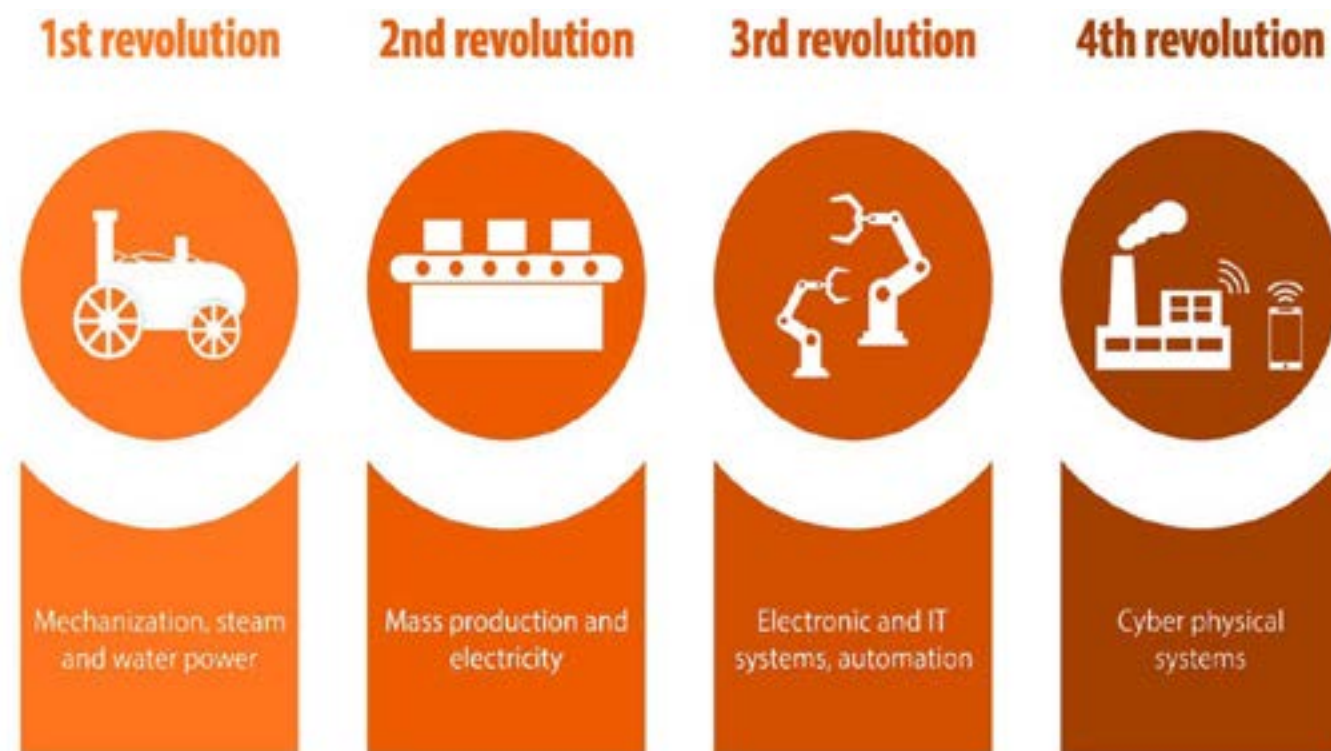 1st revolution
2nd revolution
3rd revolution
4th revolution
Mechanization, steam
and water power
Mass production and
electricity
Electronic and IT
systems, automation
Cyber physical
systems